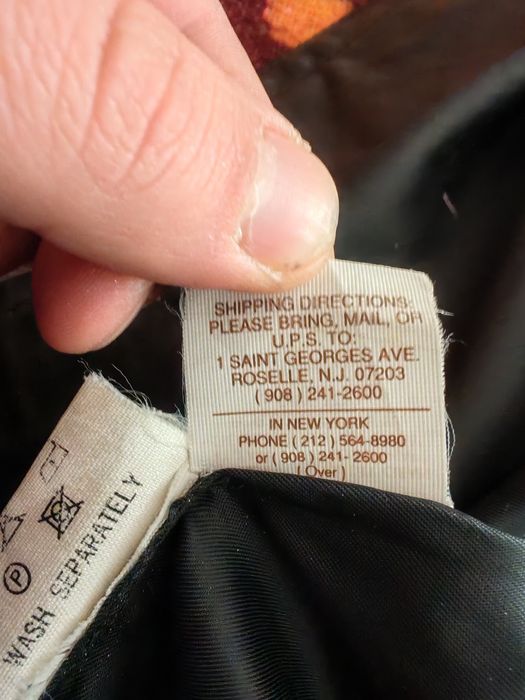 SHIPPING DIRECTIONS:
PLEASE BRING, MAIL, OR
U.P.S. TO:
1 SAINT GEORGES AVE.
ROSELLE, N.J. 07203
( 908 ) 241-2600
IN NEW YORK
PHONE ( 212 ) 564-8980
or ( 908 ) 241- 2600
( Over )
P
WASH SEPARATELY